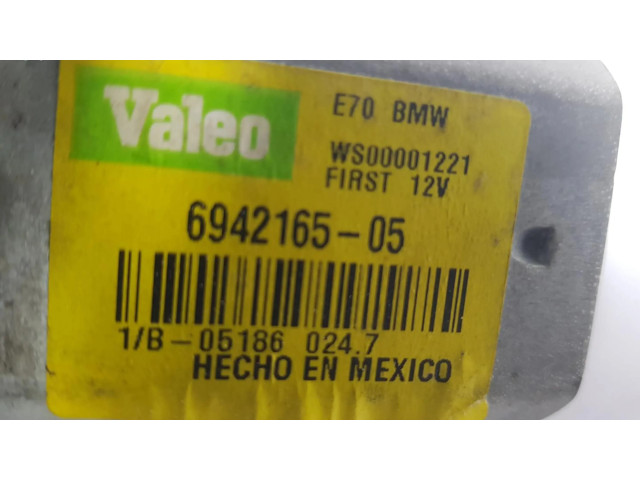 Valeo
E70 BMW
WS00001221
FIRST 12V
6942165-05
1/B-05186 024.7
HECHO EN MEXICO